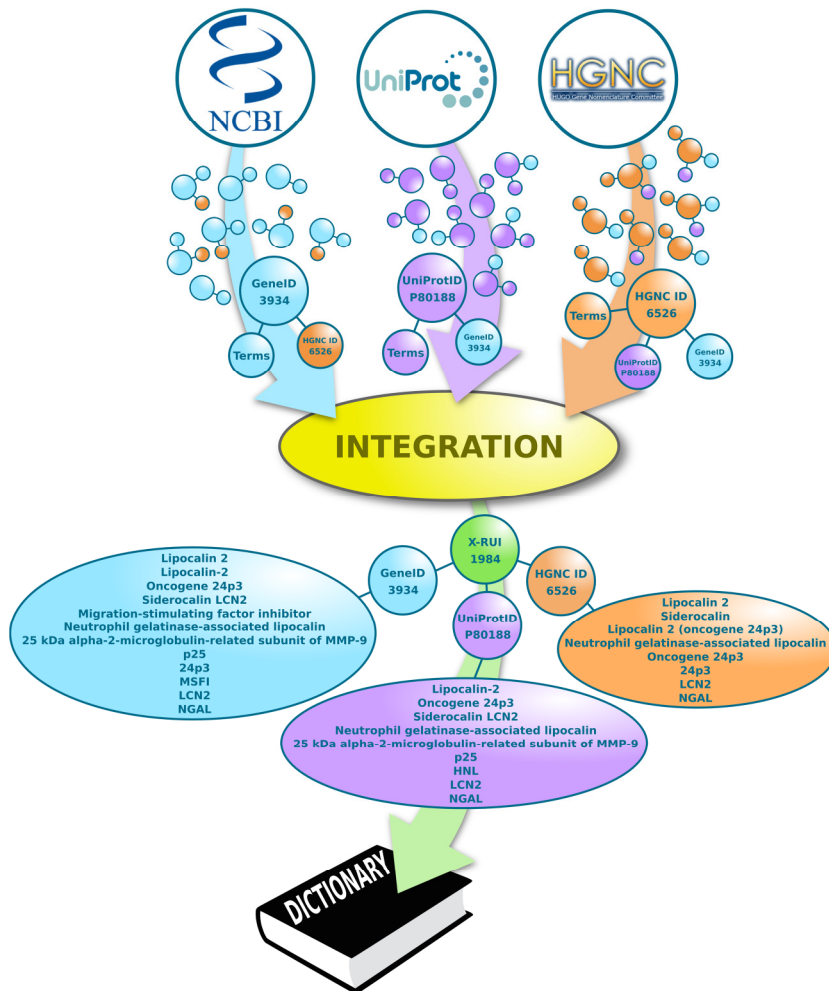 NCBI
UniProt
HGNC
HUGO Gene Nomenclature Committee
GeneID
3934
Terms
HGNC ID
6526
UniProtID
P80188
Terms
GeneID
3934
HGNC ID
6526
Terms
UniProtID
P80188
GeneID
3934
INTEGRATION
X-RUI
1984
GeneID
3934
HGNC ID
6526
UniProtID
P80188
Lipocalin 2
Lipocalin-2
Oncogene 24p3
Siderocalin LCN2
Migration-stimulating factor inhibitor
Neutrophil gelatinase-associated lipocalin
25 kDa alpha-2-microglobulin-related subunit of MMP-9
p25
24p3
MSFI
LCN2
NGAL
Lipocalin 2
Siderocalin
Lipocalin 2 (oncogene 24p3)
Neutrophil gelatinase-associated lipocalin
Oncogene 24p3
24p3
LCN2
NGAL
Lipocalin-2
Oncogene 24p3
Siderocalin LCN2
Neutrophil gelatinase-associated lipocalin
25 kDa alpha-2-microglobulin-related subunit of MMP-9
p25
HNL
LCN2
NGAL
DICTIONARY